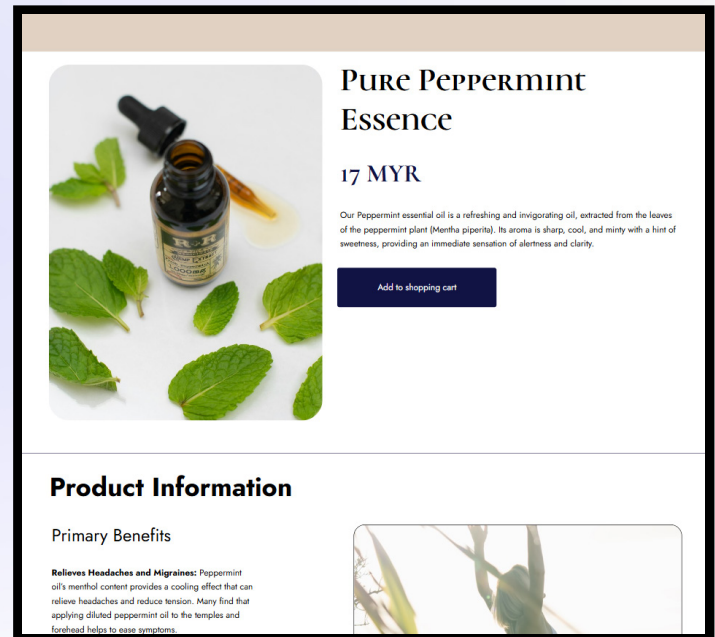 Pure Peppermint
Essence
17 MYR
Our Peppermint essential oil is a refreshing and invigorating oil, extracted from the leaves
of the peppermint plant (Mentha piperita). Its aroma is sharp, cool, and minty with a hint of
sweetness, providing an immediate sensation of alertness and clarity.
Add to shopping cart
R R
1,000mg
Product Information
Primary Benefits
Relieves Headaches and Migraines: Peppermint
oil's menthol content provides a cooling effect that can
relieve headaches and reduce tension. Many find that
applying diluted peppermint oil to the temples and
forehead helps to ease symptoms.